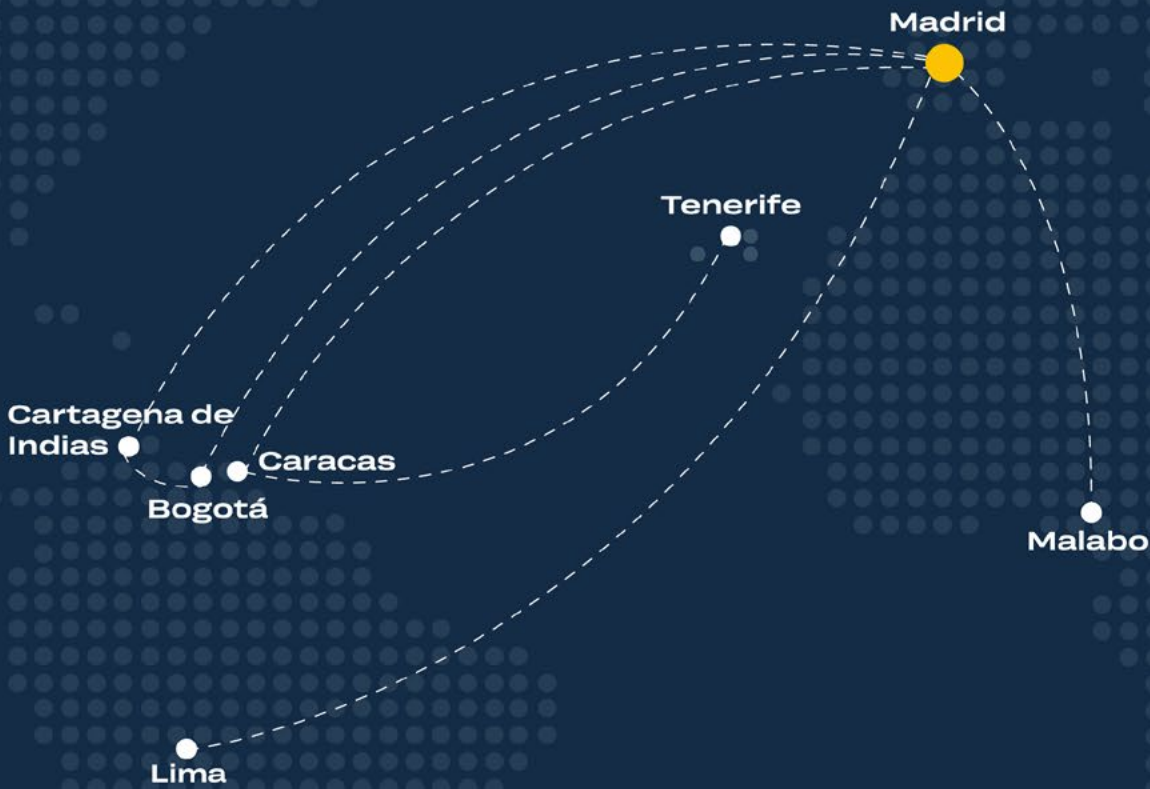 Madrid
Tenerife
Cartagena de
Indias
Caracas
Bogotá
Malabo
Lima